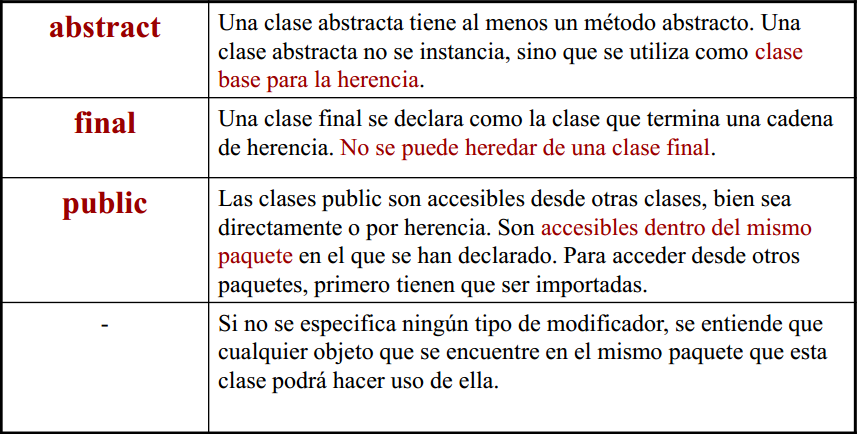 abstract
Una clase abstracta tiene al menos un método abstracto. Una
clase abstracta no se instancia, sino que se utiliza como clase
base para la herencia.
final
Una clase final se declara como la clase que termina una cadena
de herencia. No se puede heredar de una clase final.
public
Las clases public son accesibles desde otras clases, bien sea
directamente o por herencia. Son accesibles dentro del mismo
paquete en el que se han declarado. Para acceder desde otros
paquetes, primero tienen que ser importadas.
-
Si no se especifica ningún tipo de modificador, se entiende que
cualquier objeto que se encuentre en el mismo paquete que esta
clase podrá hacer uso de ella.